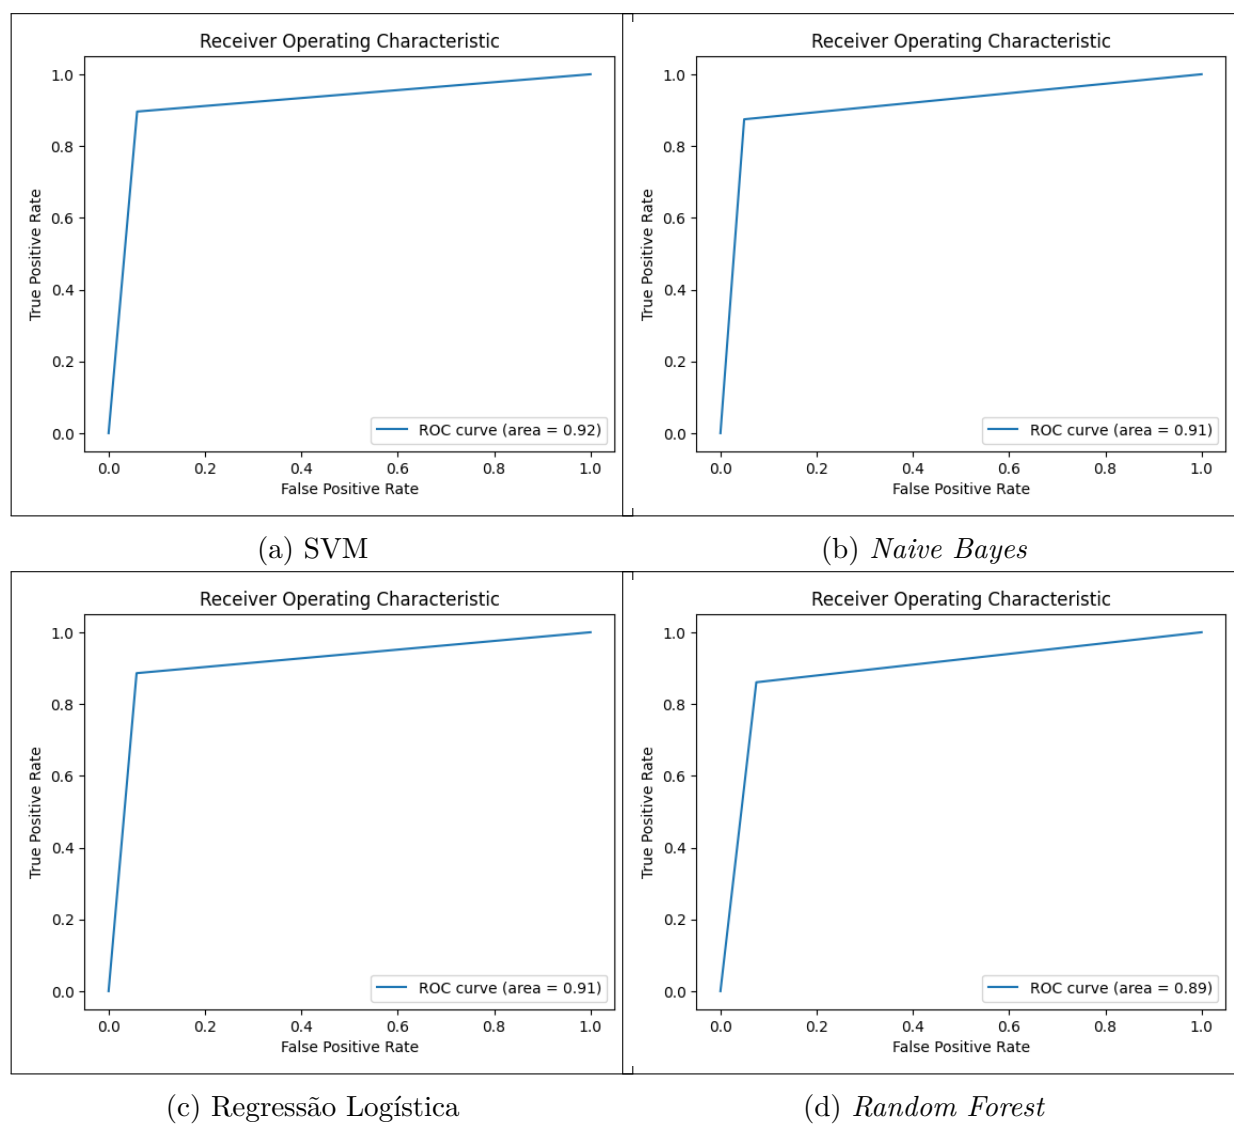 Receiver Operating Characteristic
1.0
0.8
0.6
0.4
0.2
0.0
True Positive Rate
ROC curve (area = 0.92)
0.0 0.2 0.4 0.6 0.8 1.0
False Positive Rate
(a) SVM
Receiver Operating Characteristic
1.0
0.8
0.6
0.4
0.2
0.0
True Positive Rate
ROC curve (area = 0.91)
0.0 0.2 0.4 0.6 0.8 1.0
False Positive Rate
(b) Naive Bayes
Receiver Operating Characteristic
1.0
0.8
0.6
0.4
0.2
0.0
True Positive Rate
ROC curve (area = 0.91)
0.0 0.2 0.4 0.6 0.8 1.0
False Positive Rate
(c) Regressão Logística
Receiver Operating Characteristic
1.0
0.8
0.6
0.4
0.2
0.0
True Positive Rate
ROC curve (area = 0.89)
0.0 0.2 0.4 0.6 0.8 1.0
False Positive Rate
(d) Random Forest